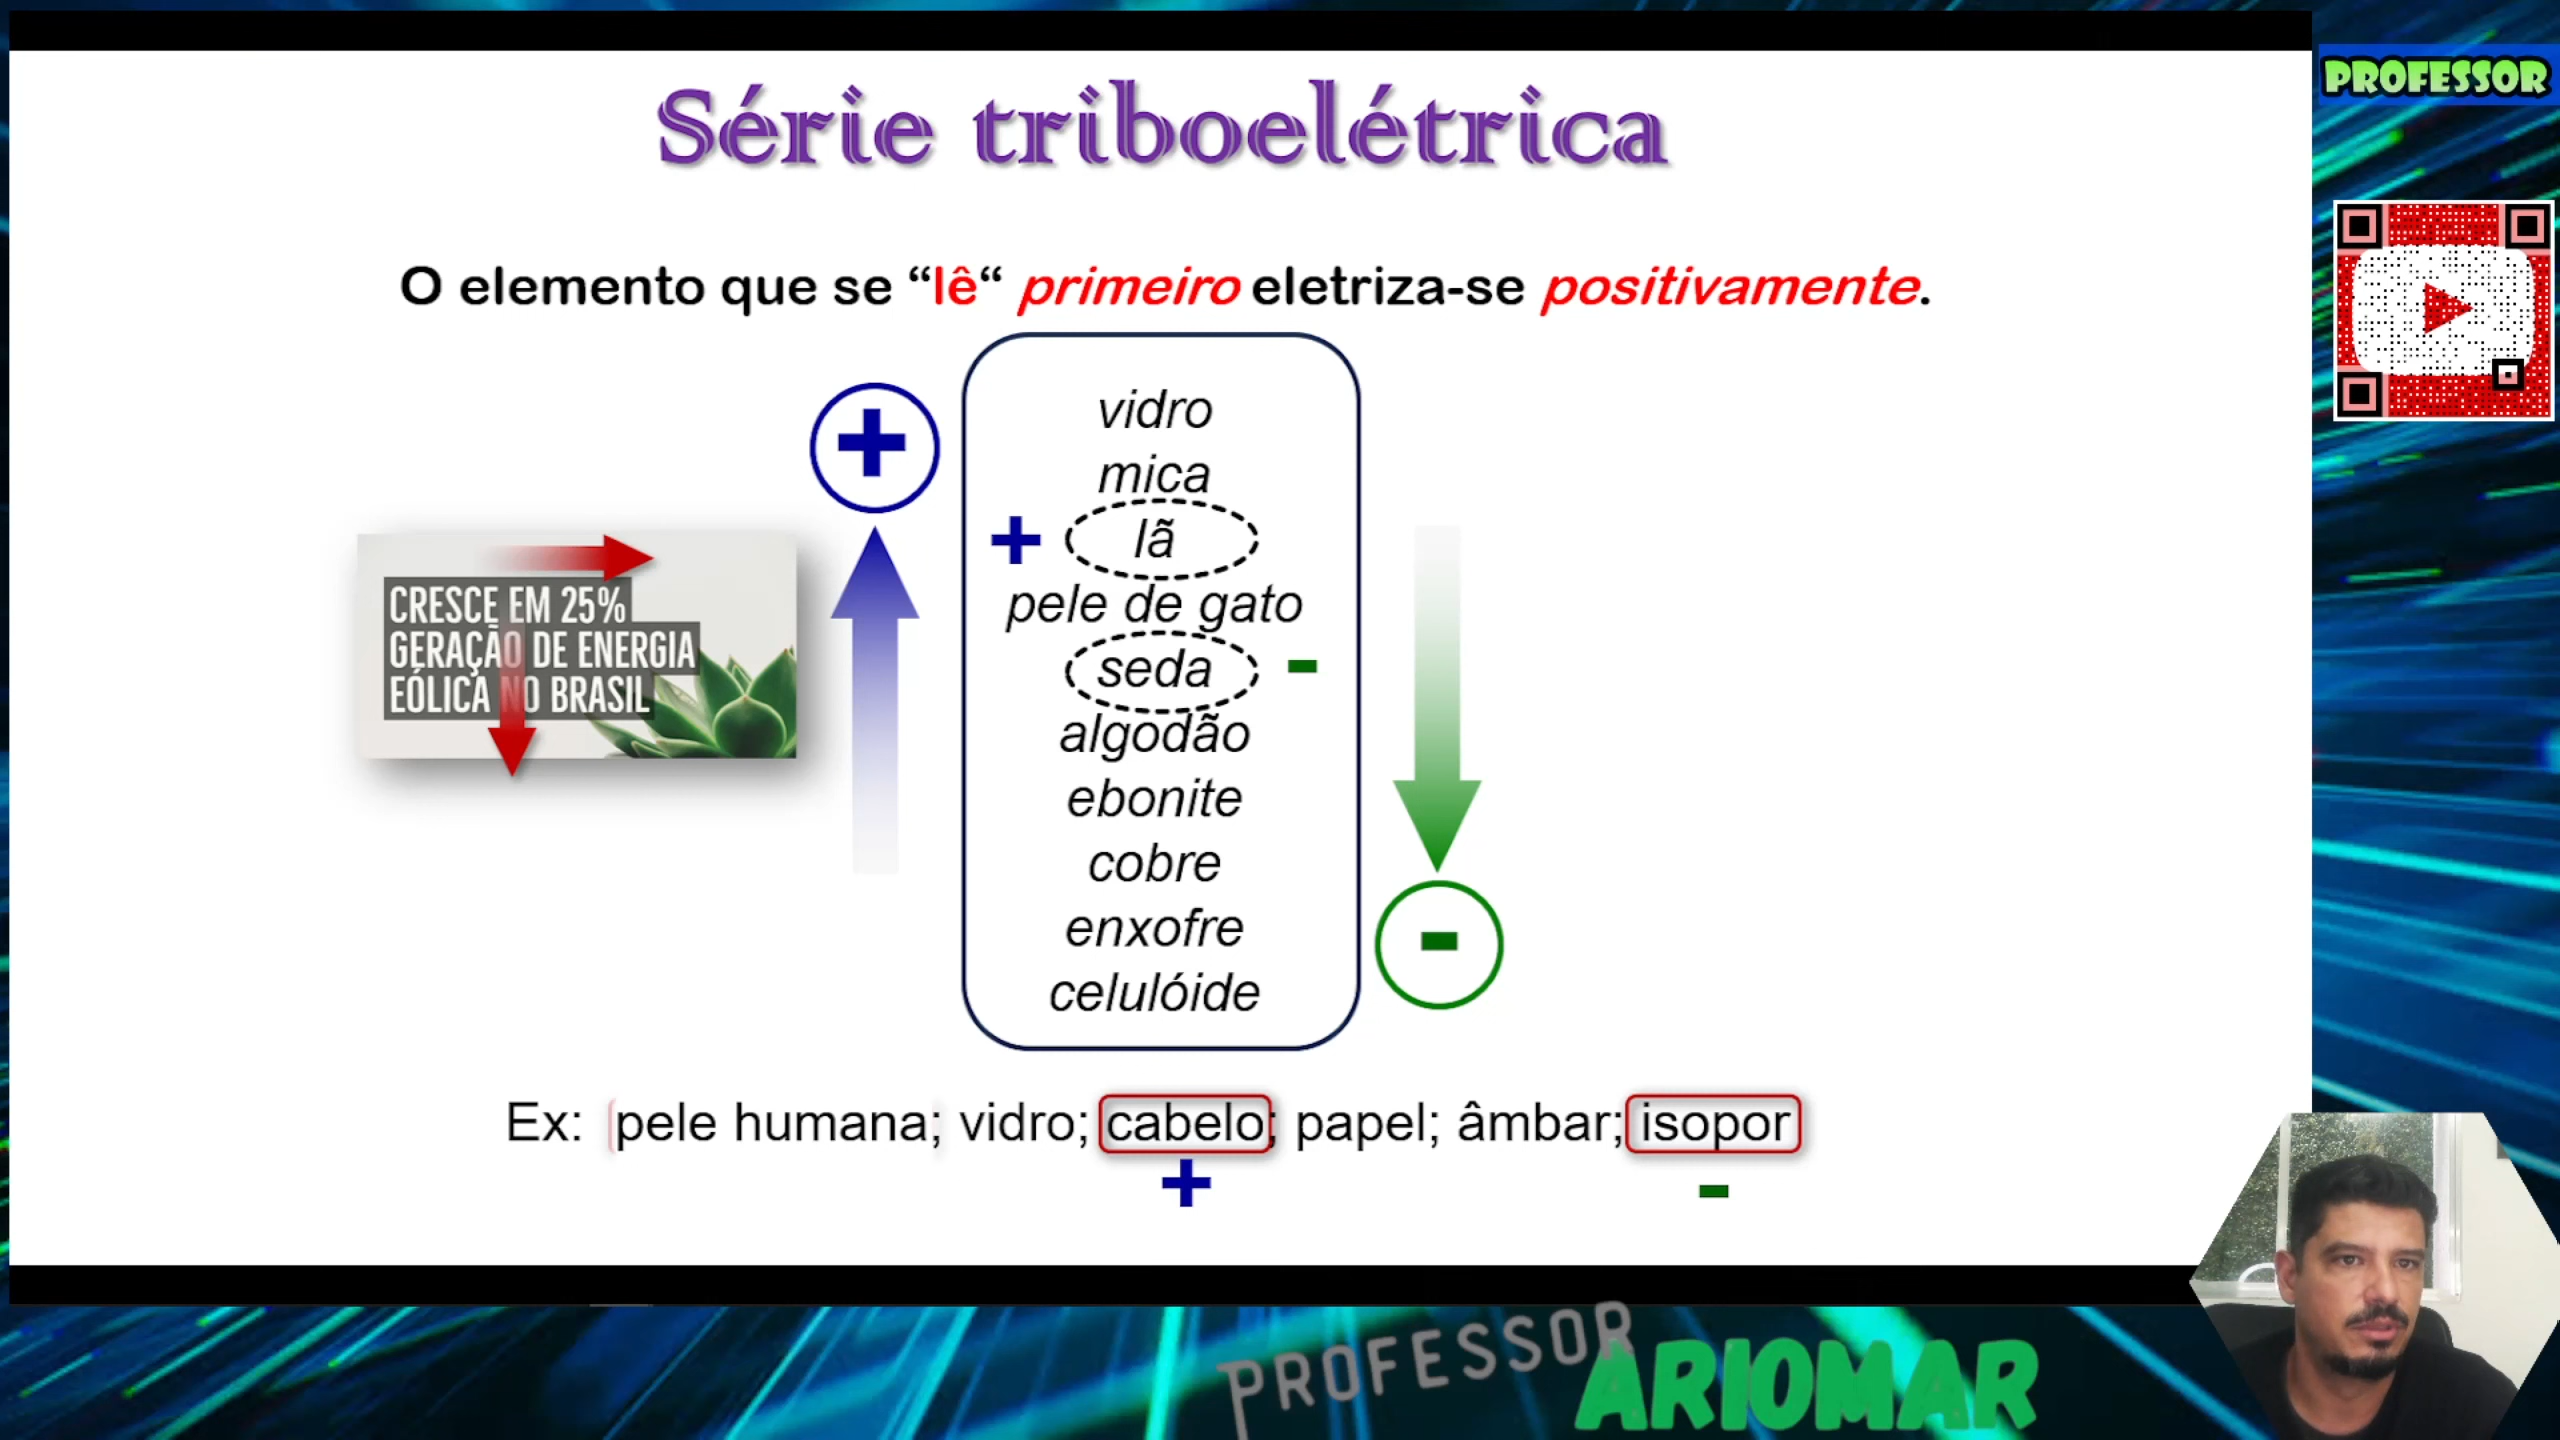 PROFESSOR
Série triboelétrica
O elemento que se “lê“ primeiro eletriza-se positivamente.
+
vidro
mica
+ lã
pele de gato
seda -
algodão
ebonite
cobre
enxofre
celulóide
-
CRESCE EM 25%
GERAÇÃO DE ENERGIA
EÓLICA NO BRASIL
Ex: pele humana; vidro; cabelo; papel; âmbar; isopor
+ -
PROFESSOR
ARIOMAR